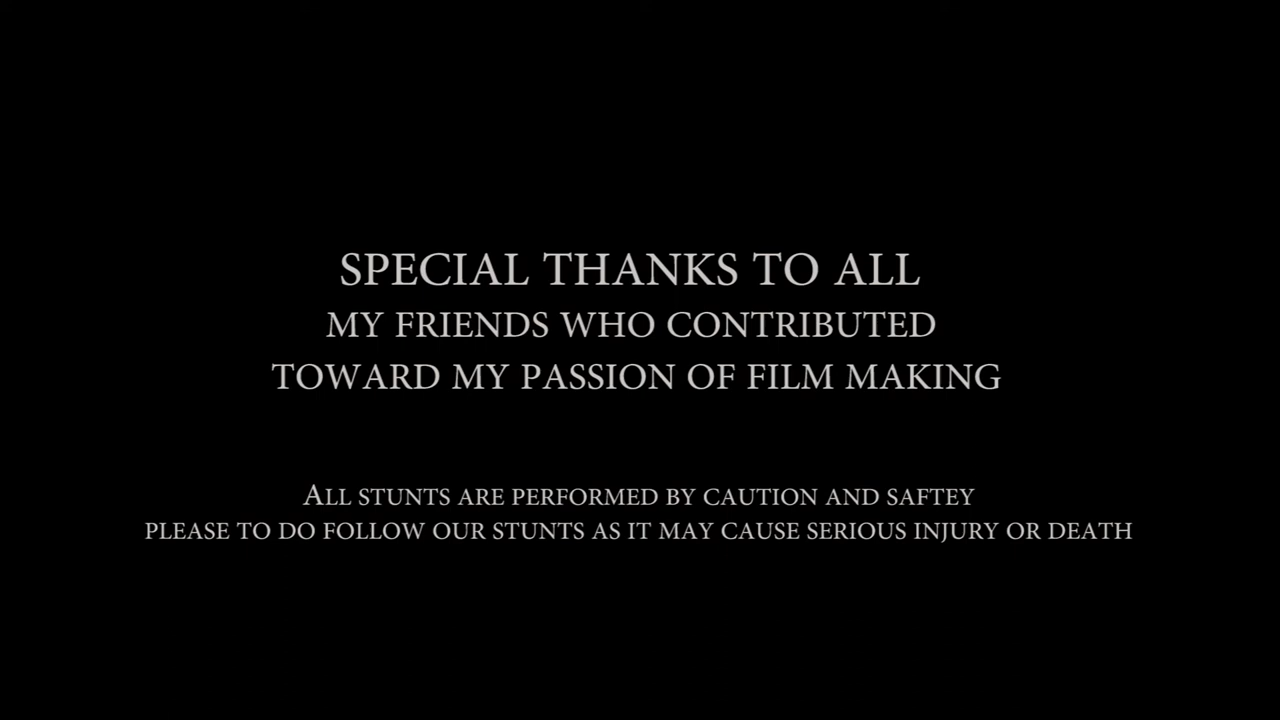 SPECIAL THANKS TO ALL
MY FRIENDS WHO CONTRIBUTED
TOWARD MY PASSION OF FILM MAKING
ALL STUNTS ARE PERFORMED BY CAUTION AND SAFTEY
PLEASE TO DO FOLLOW OUR STUNTS AS IT MAY CAUSE SERIOUS INJURY OR DEATH